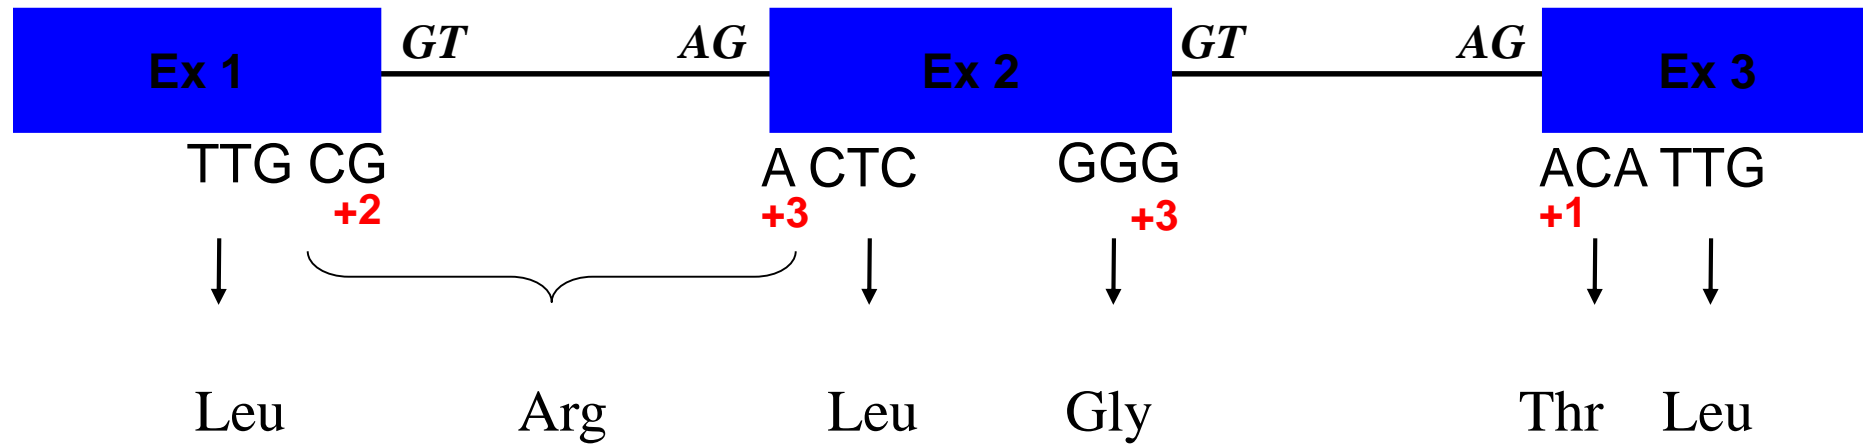 Ex 1 GT AG Ex 2 GT AG Ex 3
TTG CG A CTC GGG ACA TTG
+2 +3 +3 +1
Leu Arg Leu Gly Thr Leu